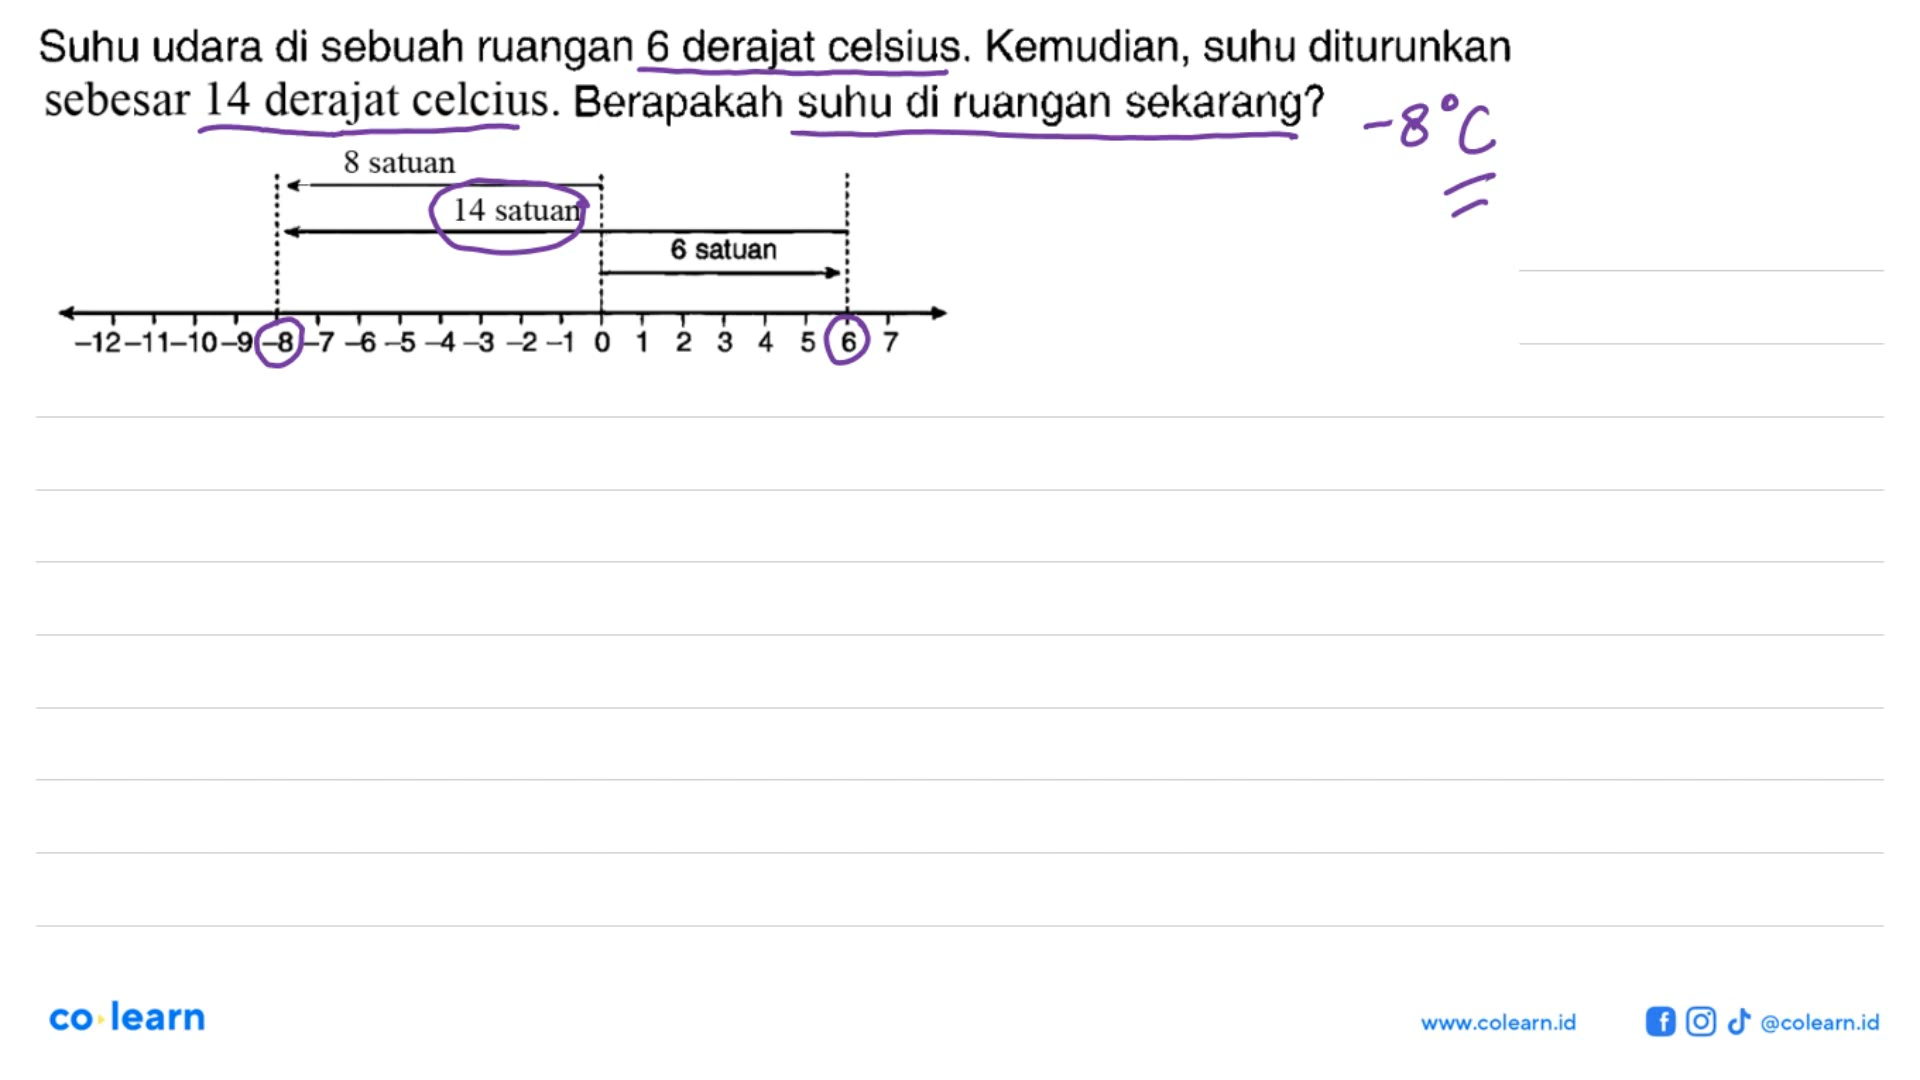 Suhu udara di sebuah ruangan 6 derajat celsius. Kemudian, suhu diturunkan
sebesar 14 derajat celcius. Berapakah suhu di ruangan sekarang? -8°C
8 satuan
14 satuan
6 satuan
–12 –11 –10 –9 –8 –7 –6 –5 –4 –3 –2 –1 0 1 2 3 4 5 6 7
co learn
www.colearn.id @colearn.id